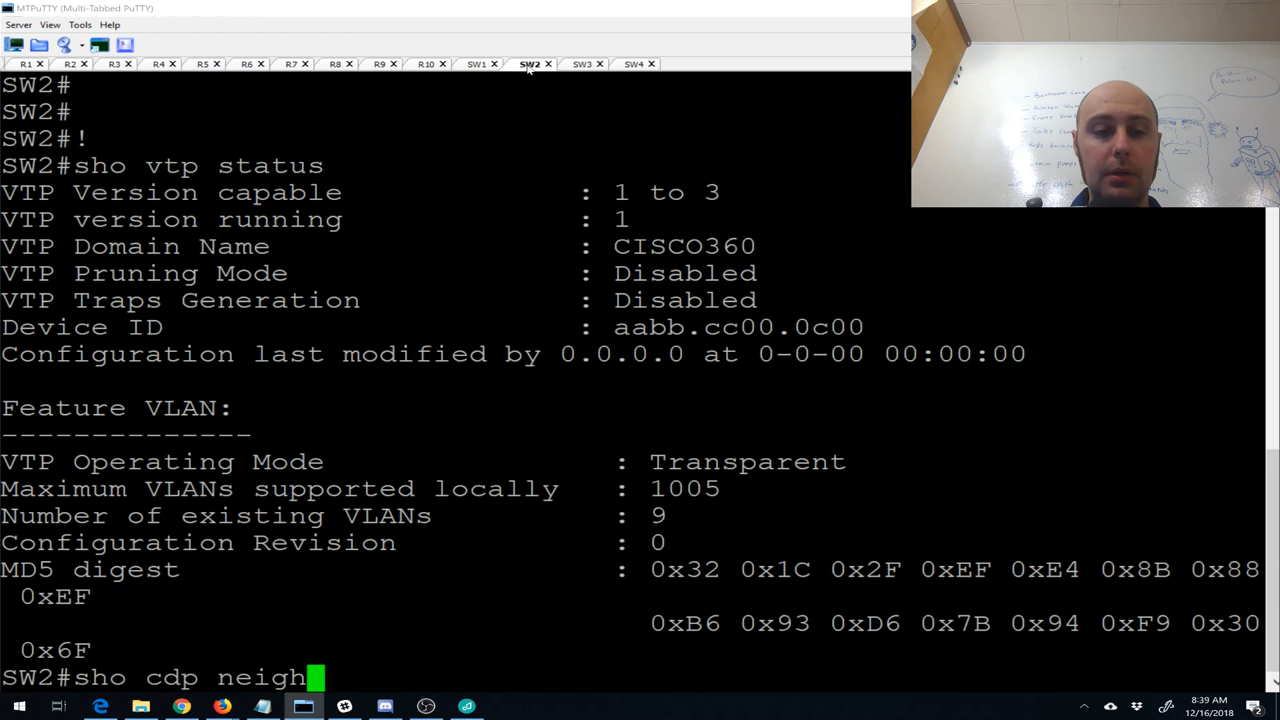 MTPuTTY (Multi-Tabbed PuTTY)
Server View Tools Help
R1 R2 R3 R4 R5 R6 R7 R8 R9 R10 SW1 SW2 SW3 SW4
SW2#
SW2#
SW2#!
SW2#sho vtp status
VTP Version capable : 1 to 3
VTP version running : 1
VTP Domain Name : CISCO360
VTP Pruning Mode : Disabled
VTP Traps Generation : Disabled
Device ID : aabb.cc00.0c00
Configuration last modified by 0.0.0.0 at 0-0-00 00:00:00
Feature VLAN:
--------------
VTP Operating Mode : Transparent
Maximum VLANs supported locally : 1005
Number of existing VLANs : 9
Configuration Revision : 0
MD5 digest : 0x32 0x1C 0x2F 0xEF 0xE4 0x8B 0x88
0xEF
0xB6 0x93 0xD6 0x7B 0x94 0xF9 0x30
0x6F
SW2#sho cdp neigh
8:39 AM
12/16/2018
2